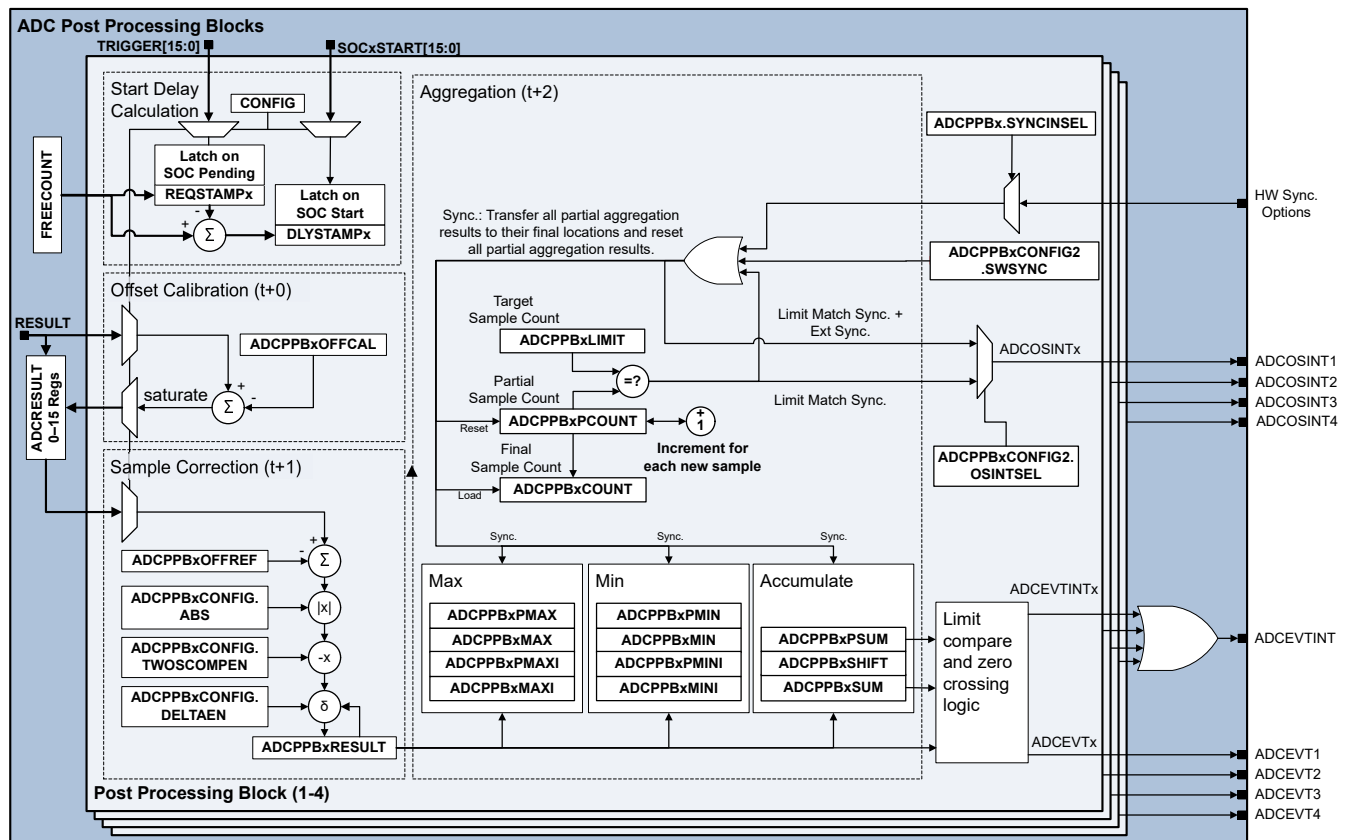 ADC Post Processing Blocks
TRIGGER[15:0]
SOCxSTART[15:0]
Start Delay
Calculation
CONFIG
Latch on
SOC Pending
REQSTAMPx
Latch on
SOC Start
DLYSTAMPx
FREECOUNT
-
+
Σ
Offset Calibration (t+0)
RESULT
ADCPPBxOFFCAL
ADCRESULT
0–15 Regs
saturate
+
-
Σ
Sample Correction (t+1)
+
-
ADCPPBxOFFREF
Σ
ADCPPBxCONFIG.
ABS
|x|
ADCPPBxCONFIG.
TWOSCOMPEN
-x
ADCPPBxCONFIG.
DELTAEN
δ
ADCPPBxRESULT
Post Processing Block (1-4)
Aggregation (t+2)
ADCPPBx.SYNCINSEL
HW Sync.
Options
Sync.: Transfer all partial aggregation
results to their final locations and reset
all partial aggregation results.
ADCPPBxCONFIG2
.SWSYNC
Target
Sample Count
ADCPPBxLIMIT
Limit Match Sync. +
Ext Sync.
=?
Limit Match Sync.
Partial
Sample Count
Reset
ADCPPBxPCOUNT
+
1
Increment for
each new sample
Final
Sample Count
Load
ADCPPBxCOUNT
ADCOSINTx
ADCPPBxCONFIG2.
OSINTSEL
ADCOSINT1
ADCOSINT2
ADCOSINT3
ADCOSINT4
Sync.
Sync.
Sync.
Max
ADCPPBxPMAX
ADCPPBxMAX
ADCPPBxPMAXI
ADCPPBxMAXI
Min
ADCPPBxPMIN
ADCPPBxMIN
ADCPPBxPMINI
ADCPPBxMINI
Accumulate
ADCPPBxPSUM
ADCPPBxSHIFT
ADCPPBxSUM
Limit
compare
and zero
crossing
logic
ADCEVTINTx
ADCEVTINT
ADCEVTx
ADCEVT1
ADCEVT2
ADCEVT3
ADCEVT4